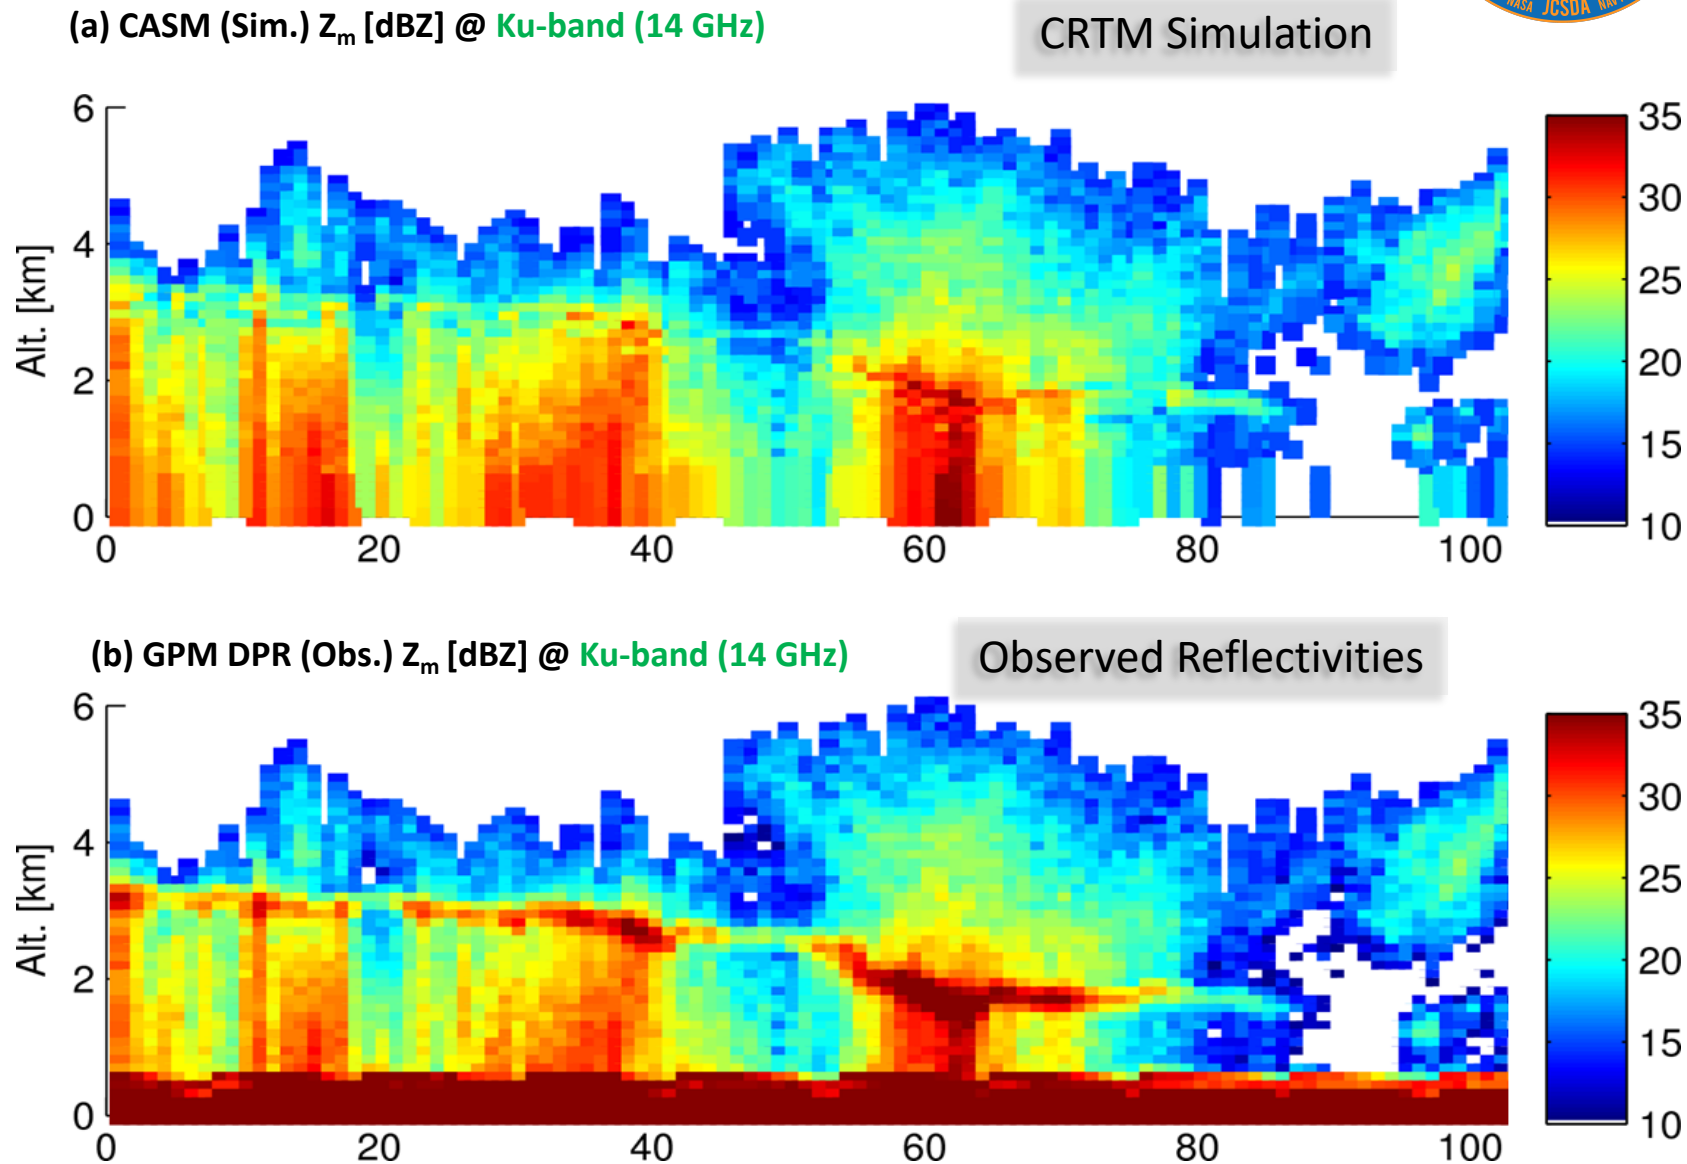 (a) CASM (Sim.) Zm [dBZ] @ Ku-band (14 GHz)
CRTM Simulation
NASA JCSDA NAV
6
4
2
0
Alt. [km]
0 20 40 60 80 100
35
30
25
20
15
10
(b) GPM DPR (Obs.) Zm [dBZ] @ Ku-band (14 GHz)
Observed Reflectivities
6
4
2
0
Alt. [km]
0 20 40 60 80 100
35
30
25
20
15
10